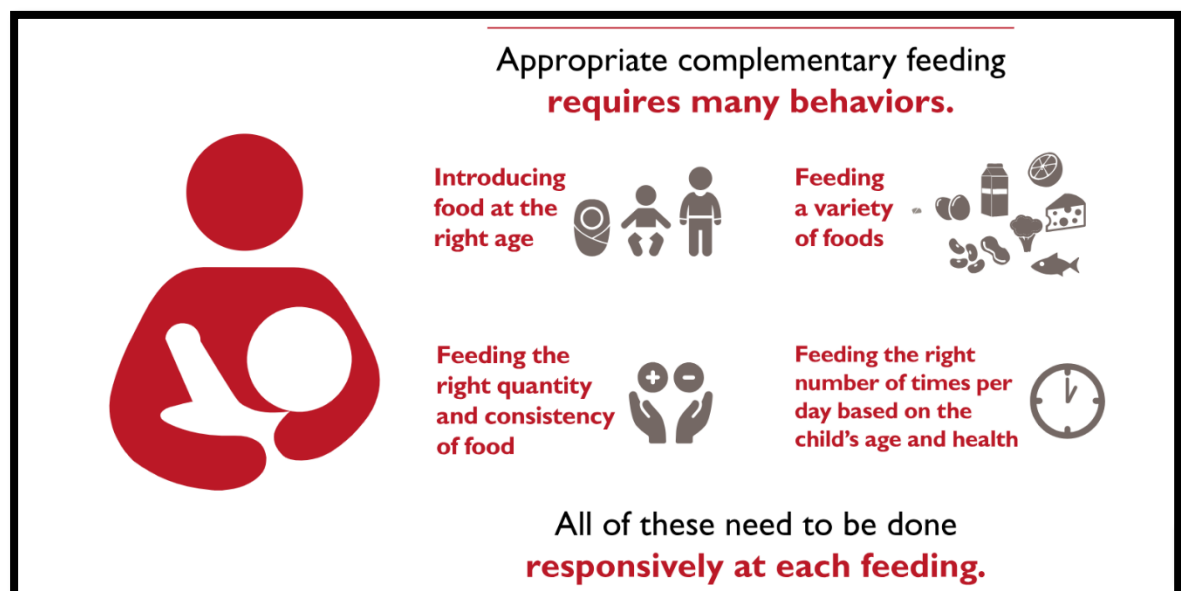 Appropriate complementary feeding
requires many behaviors.
Introducing
food at the
right age
Feeding
a variety
of foods
Feeding the
right quantity
and consistency
of food
Feeding the right
number of times per
day based on the
child's age and health
All of these need to be done
responsively at each feeding.